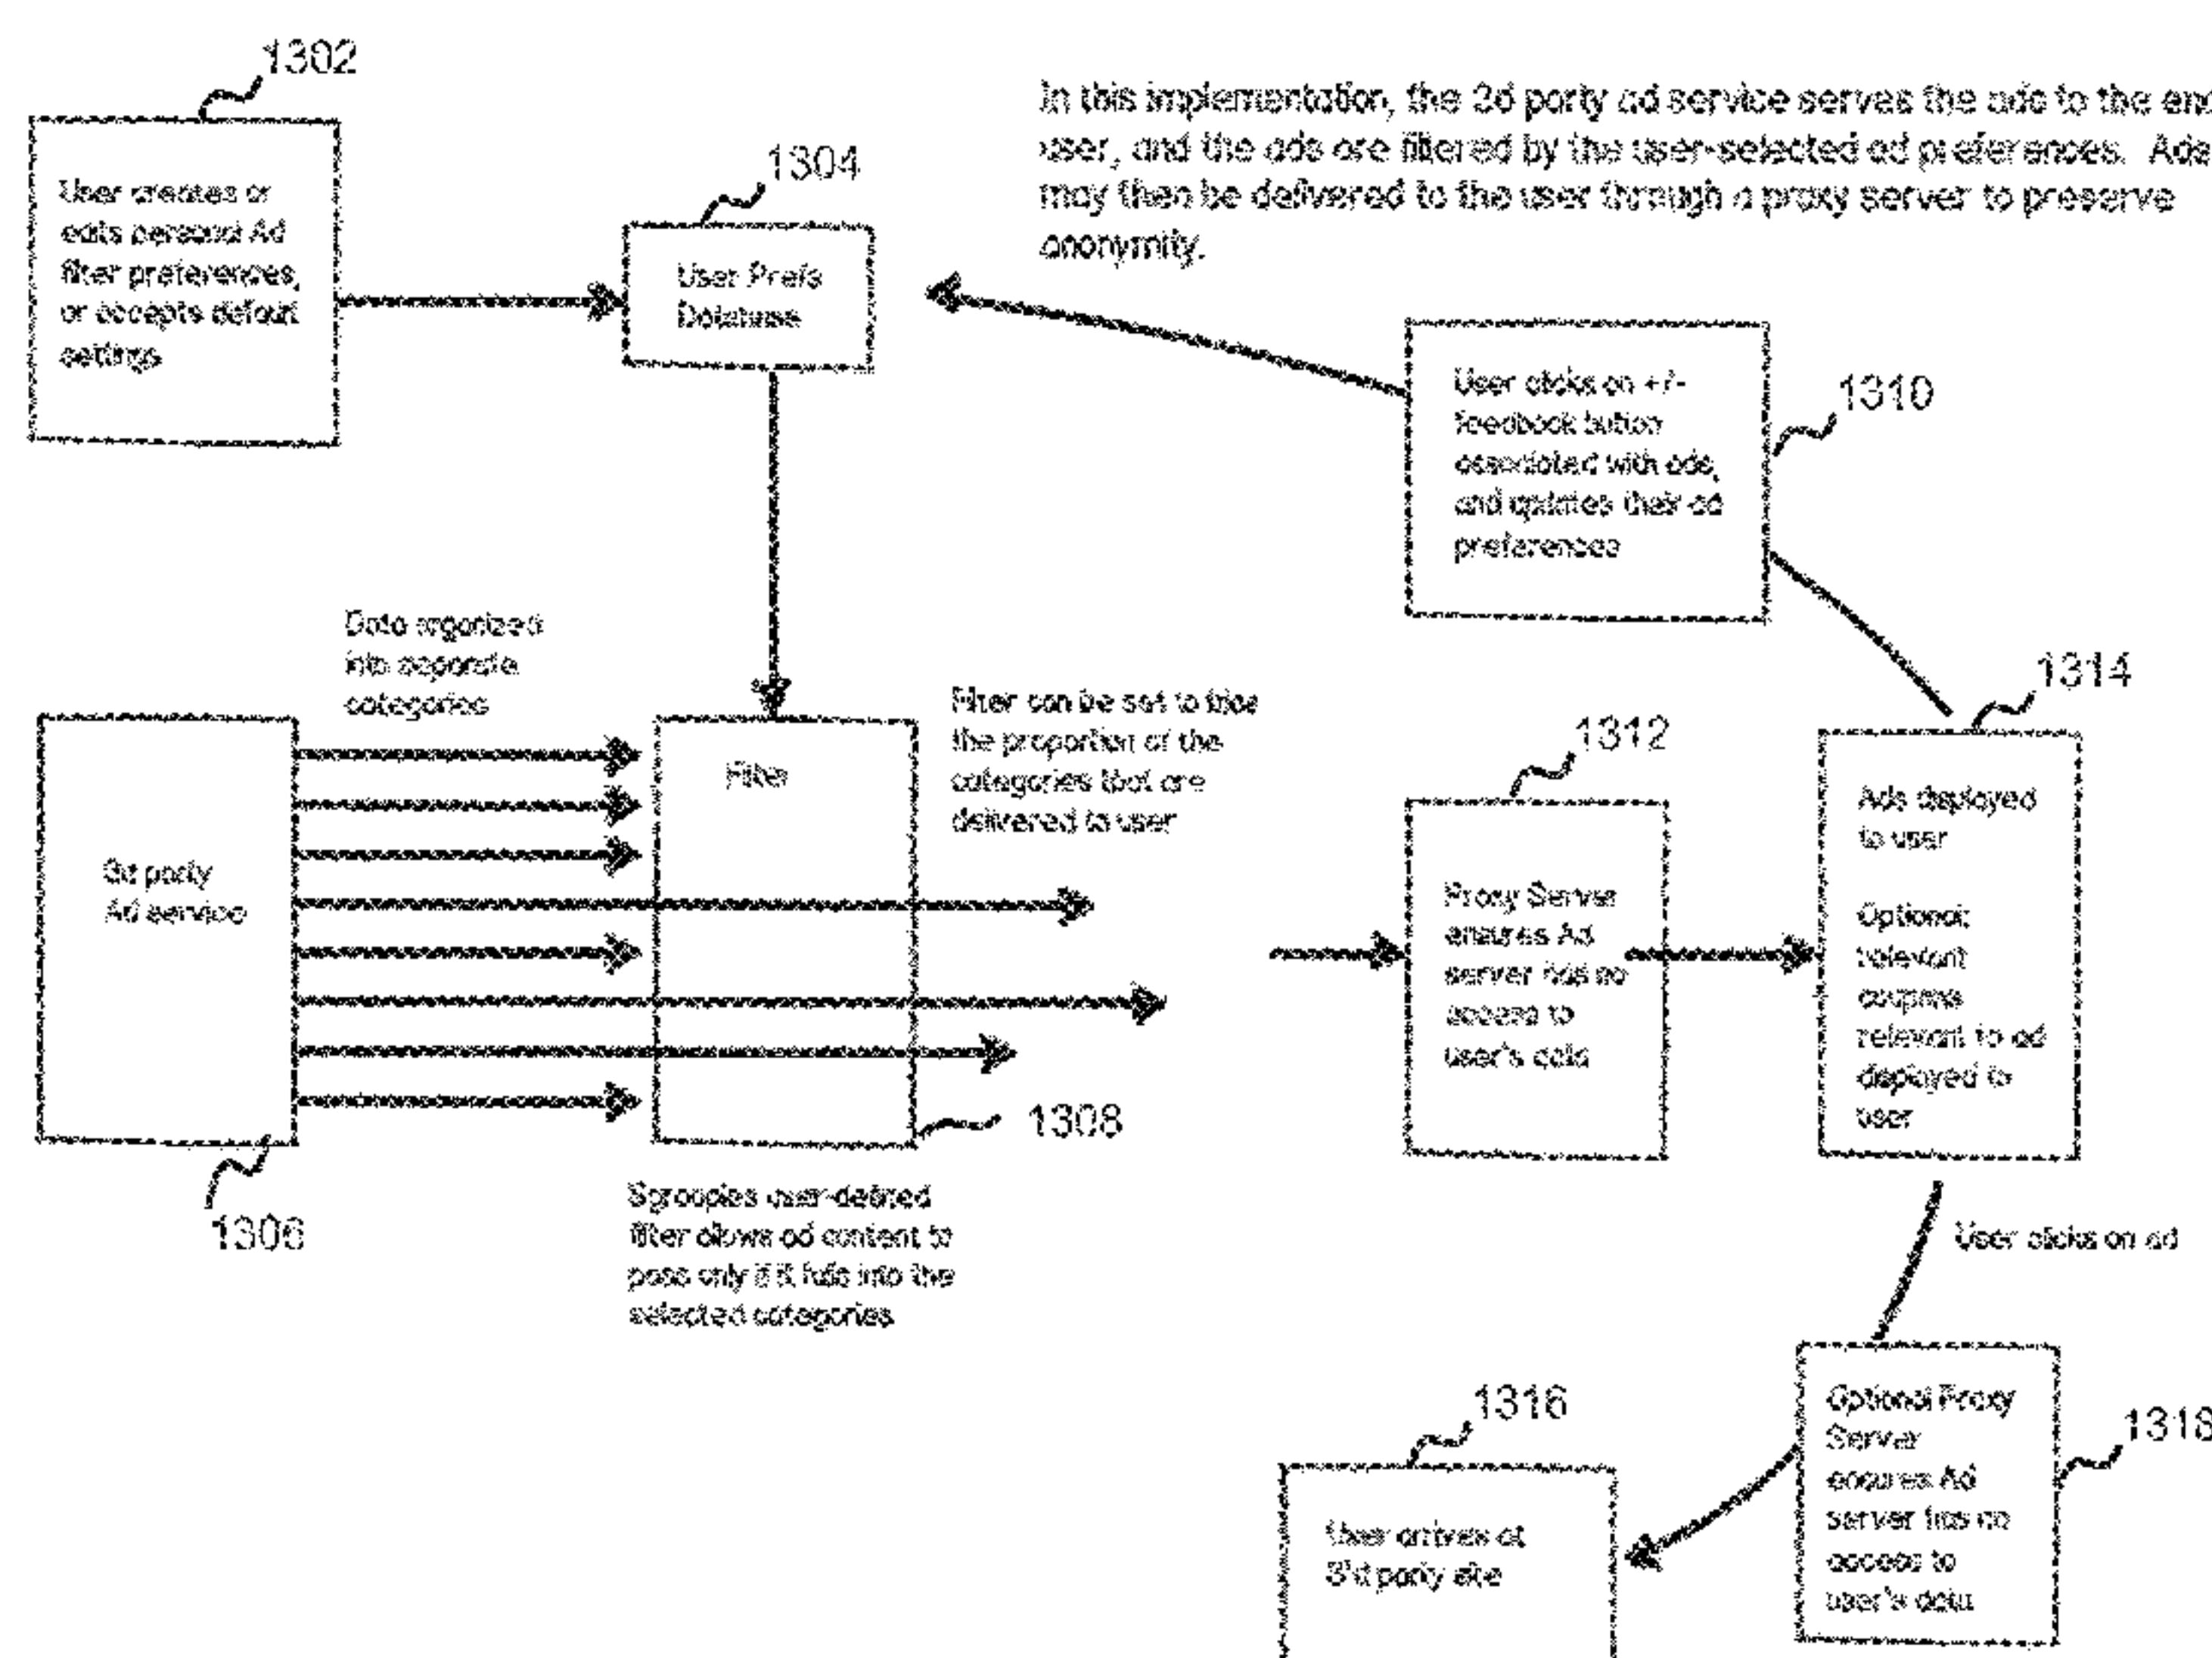 1302
User creates or
edits personal Ad
filter preferences,
or accepts default
settings
1304
User Prefs
Database
In this implementation, the 3d party ad service serves the ads to the end
user, and the ads are filtered by the user-selected ad preferences. Ads
may then be delivered to the user through a proxy server to preserve
anonymity.
User clicks on +/-
feedback button
associated with ads,
and updates their ad
preferences
1310
Data organized
into separate
categories
3d party
Ad service
1306
Filter
1308
Filter can be set to bias
the proportion of the
categories that are
delivered to user
Sgrouples user-defined
filter allows ad content to
pass only if it falls into the
selected categories
1312
Proxy Server
ensures Ad
server has no
access to
user's data
1314
Ads displayed
to user
Optional:
relevant
coupons
relevant to ad
displayed to
user
User clicks on ad
1316
User arrives at
3'd party site
Optional Proxy
Server
ensures Ad
server has no
access to
user's data
1318